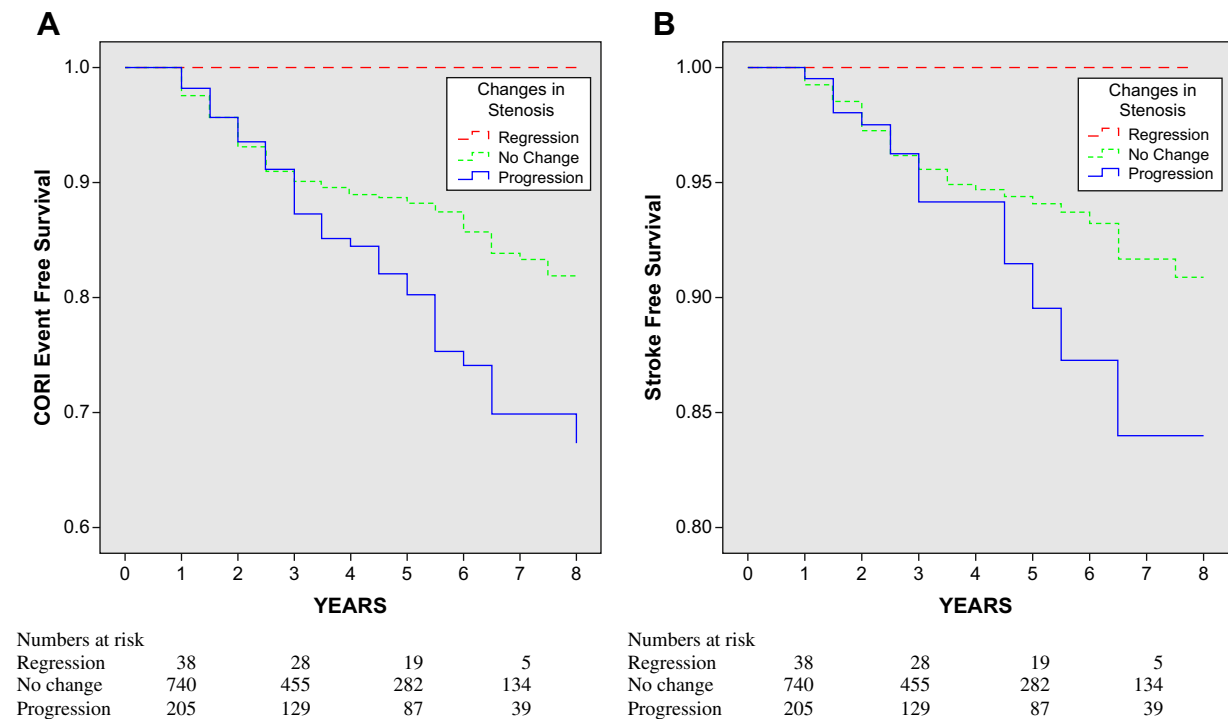 A
CORI Event Free Survival
1.0
0.9
0.8
0.7
0.6
Changes in
Stenosis
Regression
No Change
Progression
0 1 2 3 4 5 6 7 8
YEARS
Numbers at risk
Regression 38 28 19 5
No change 740 455 282 134
Progression 205 129 87 39
B
Stroke Free Survival
1.00
0.95
0.90
0.85
0.80
Changes in
Stenosis
Regression
No Change
Progression
0 1 2 3 4 5 6 7 8
YEARS
Numbers at risk
Regression 38 28 19 5
No change 740 455 282 134
Progression 205 129 87 39